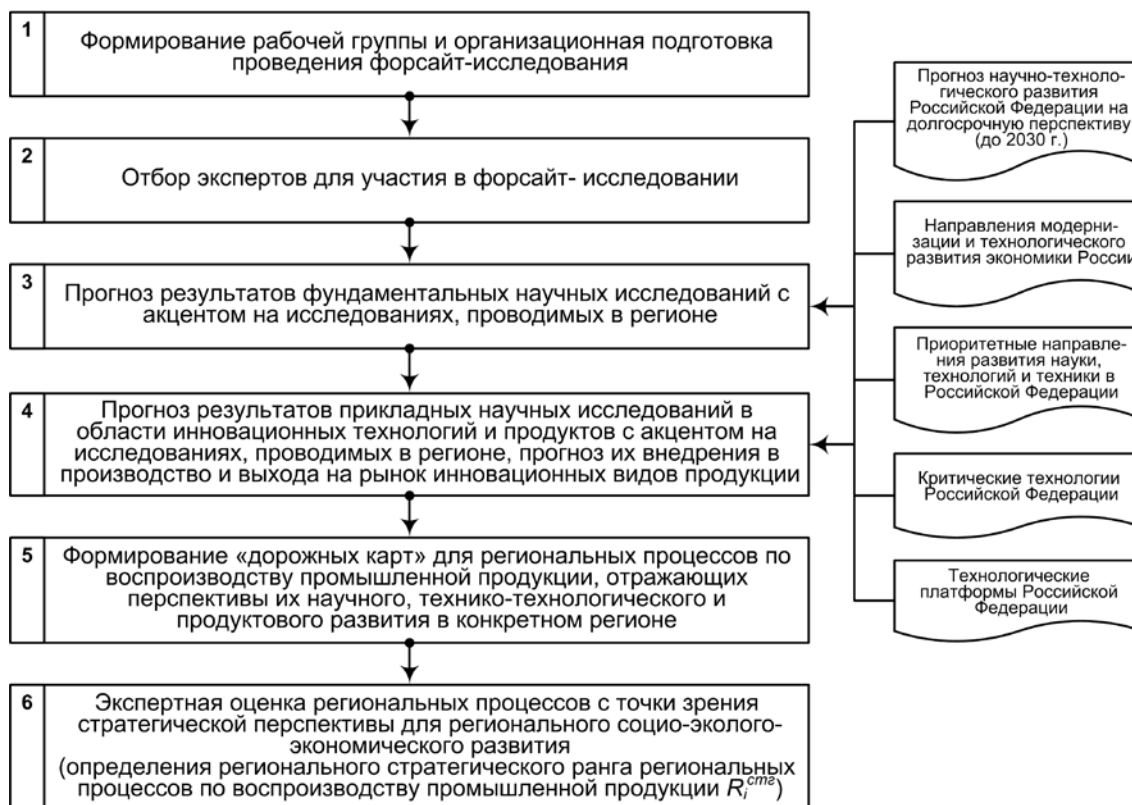 1
Формирование рабочей группы и организационная подготовка
проведения форсайт-исследования
2
Отбор экспертов для участия в форсайт- исследовании
3
Прогноз результатов фундаментальных научных исследований с
акцентом на исследованиях, проводимых в регионе
4
Прогноз результатов прикладных научных исследований в
области инновационных технологий и продуктов с акцентом на
исследованиях, проводимых в регионе, прогноз их внедрения в
производство и выхода на рынок инновационных видов продукции
5
Формирование «дорожных карт» для региональных процессов по
воспроизводству промышленной продукции, отражающих
перспективы их научного, технико-технологического и
продуктового развития в конкретном регионе
6
Экспертная оценка региональных процессов с точки зрения
стратегической перспективы для регионального социо-эколого-
экономического развития
(определения регионального стратегического ранга региональных
процессов по воспроизводству промышленной продукции R_i^{стг})
Прогноз научно-техноло-
гического развития
Российской Федерации на
долгосрочную перспективу
(до 2030 г.)
Направления модерни-
зации и технологического
развития экономики России
Приоритетные направле-
ния развития науки,
технологий и техники в
Российской Федерации
Критические технологии
Российской Федерации
Технологические
платформы Российской
Федерации